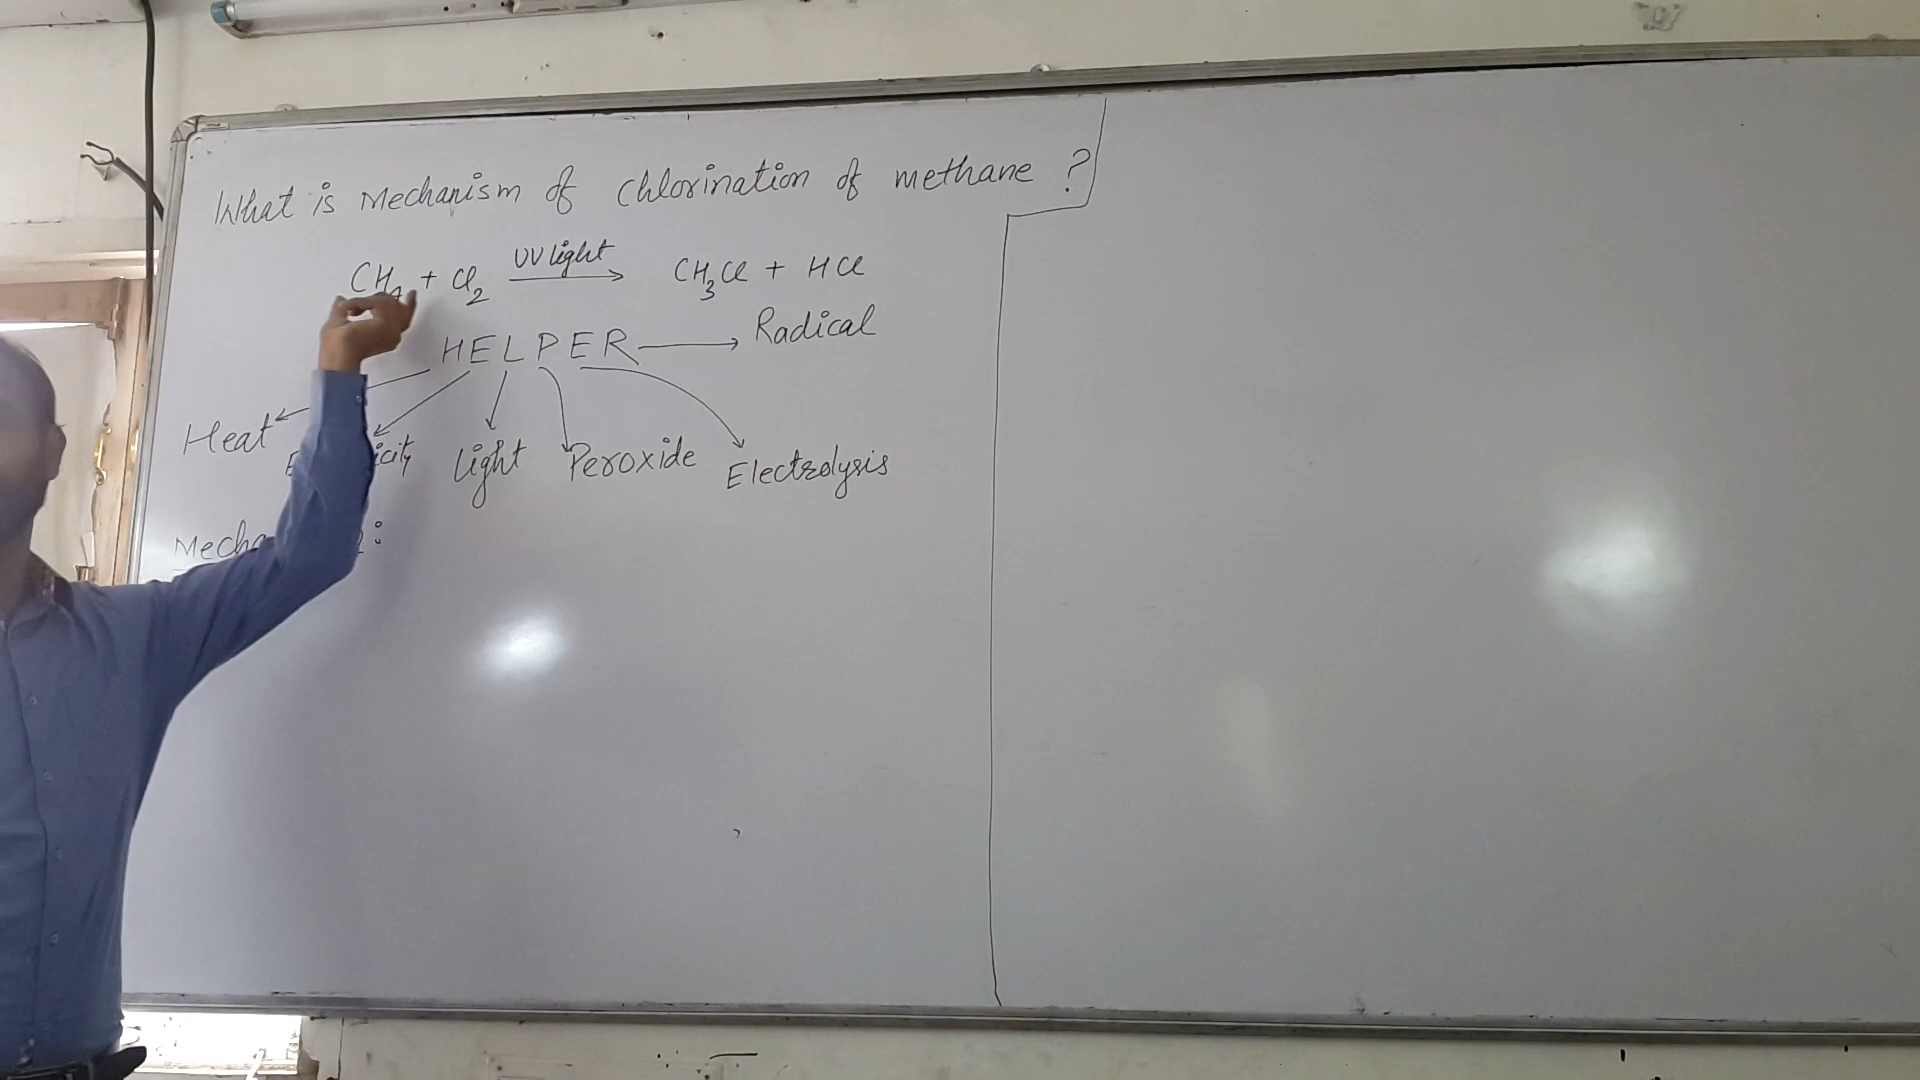 What is Mechanism of Chlorination of methane ?
CH4 + Cl2 UV light → CH3Cl + HCl
HELPER → Radical
Heat
Light
Peroxide
Electrolysis